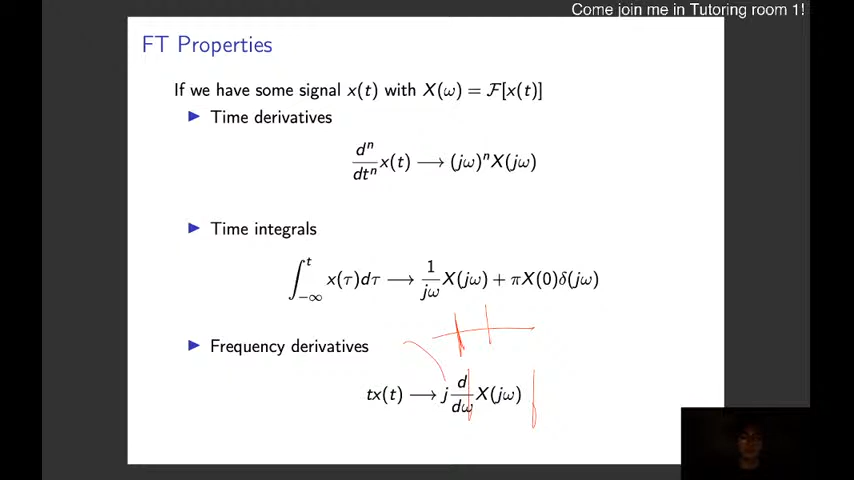 Come join me in Tutoring room 1!
FT Properties
If we have some signal x(t) with X(ω) = F[x(t)]
▶ Time derivatives
dⁿ/dtⁿ x(t) ⟶ (jω)ⁿX(jω)
▶ Time integrals
∫_{−∞}^{t} x(τ)dτ ⟶ 1/jω X(jω) + πX(0)δ(jω)
▶ Frequency derivatives
tx(t) ⟶ j d/dω X(jω)